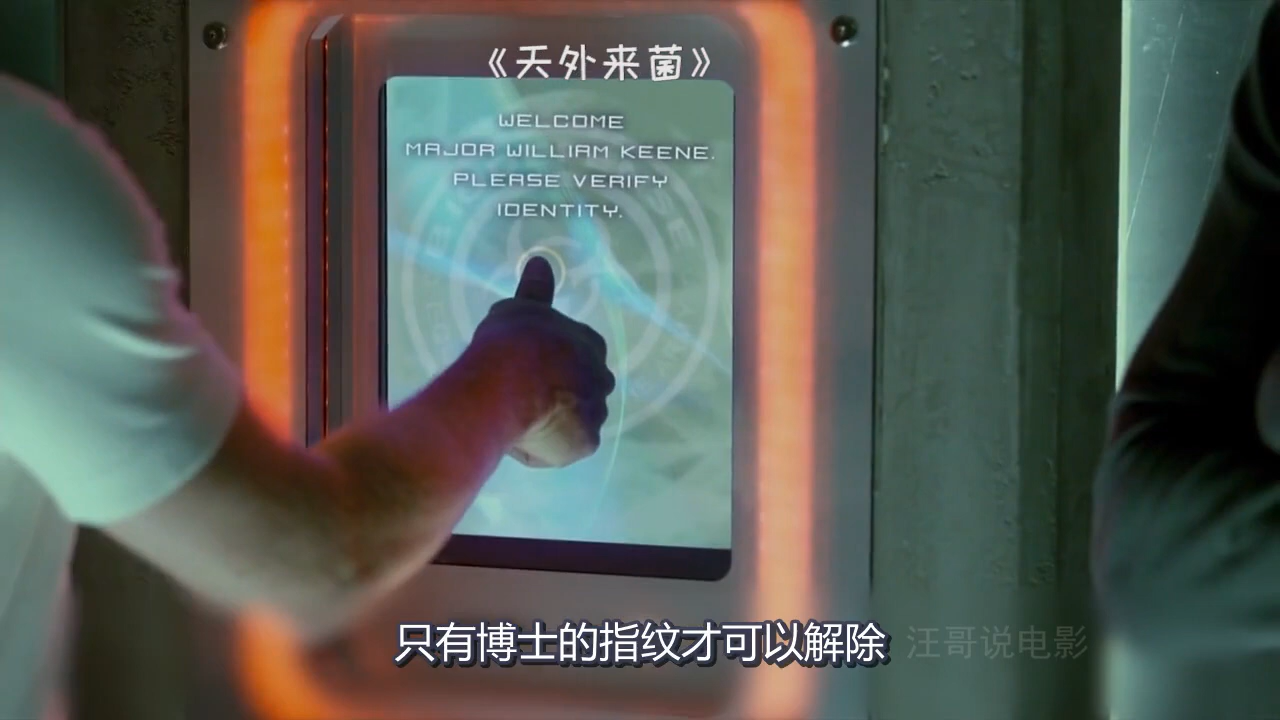 《天外来菌》
WELCOME
MAJOR WILLIAM KEENE.
PLEASE VERIFY
IDENTITY.
只有博士的指纹才可以解除
汪哥说电影